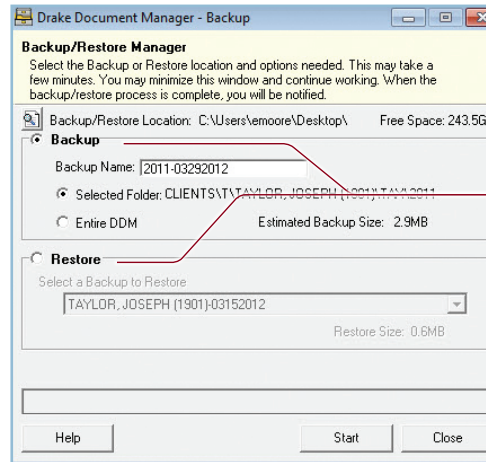 Drake Document Manager - Backup
Backup/Restore Manager
Select the Backup or Restore location and options needed. This may take a
few minutes. You may minimize this window and continue working. When the
backup/restore process is complete, you will be notified.
Backup/Restore Location: C:\Users\emoore\Desktop\ Free Space: 243.5G
Backup
Backup Name: 2011-03292012
Selected Folder: CLIENTS\T\TAYLOR, JOSEPH (1901)\TAX\2011
Entire DDM Estimated Backup Size: 2.9MB
Restore
Select a Backup to Restore
TAYLOR, JOSEPH (1901)-03152012
Restore Size: 0.6MB
Help Start Close